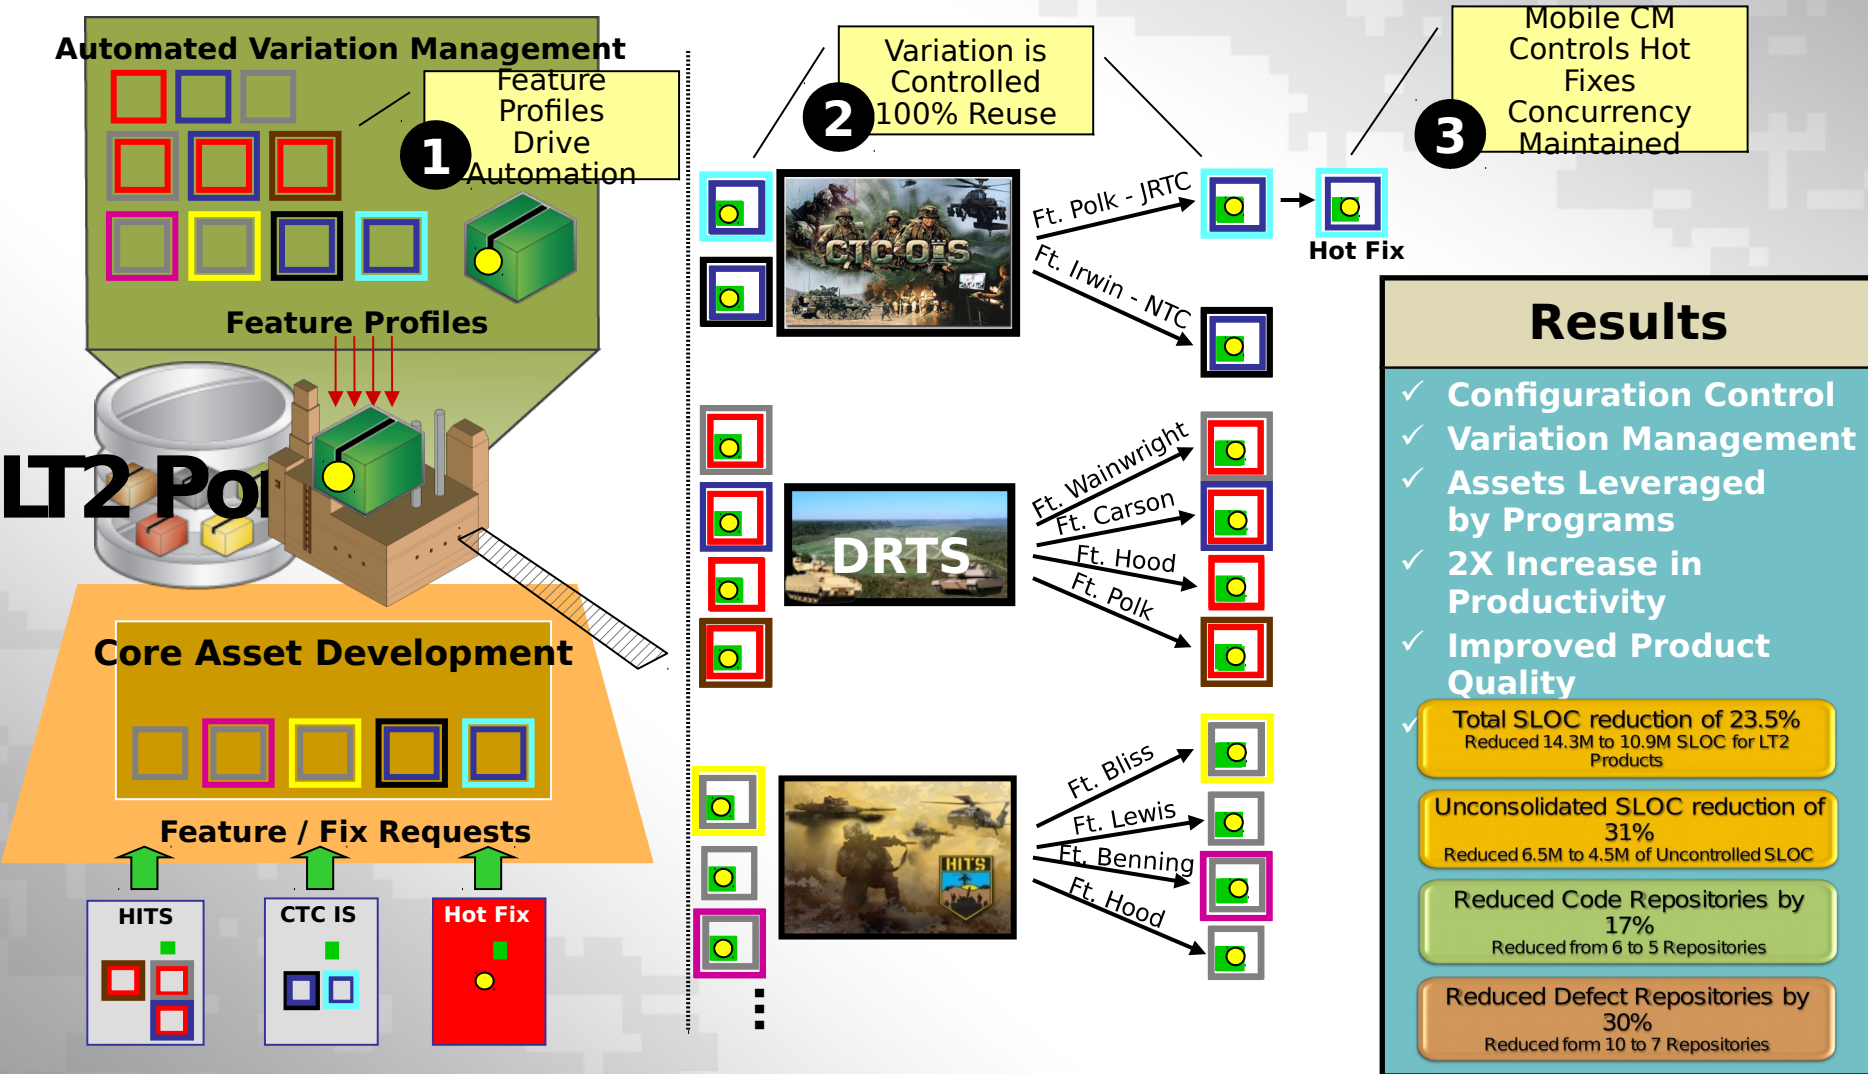 Automated Variation Management
Feature
Profiles
Drive
Automation
1
Feature Profiles
LT2 Por
Core Asset Development
Feature / Fix Requests
HITS
CTC IS
Hot Fix
Variation is
Controlled
100% Reuse
2
Mobile CM
Controls Hot
Fixes
Concurrency
Maintained
3
CTC OIS
Ft. Polk - JRTC
Ft. Irwin - NTC
Hot Fix
DRTS
Ft. Wainwright
Ft. Carson
Ft. Hood
Ft. Polk
HITS
Ft. Bliss
Ft. Lewis
Ft. Benning
Ft. Hood
Results
✓ Configuration Control
✓ Variation Management
✓ Assets Leveraged
by Programs
✓ 2X Increase in
Productivity
✓ Improved Product
Quality
✓
Total SLOC reduction of 23.5%
Reduced 14.3M to 10.9M SLOC for LT2
Products
Unconsolidated SLOC reduction of
31%
Reduced 6.5M to 4.5M of Uncontrolled SLOC
Reduced Code Repositories by
17%
Reduced from 6 to 5 Repositories
Reduced Defect Repositories by
30%
Reduced form 10 to 7 Repositories